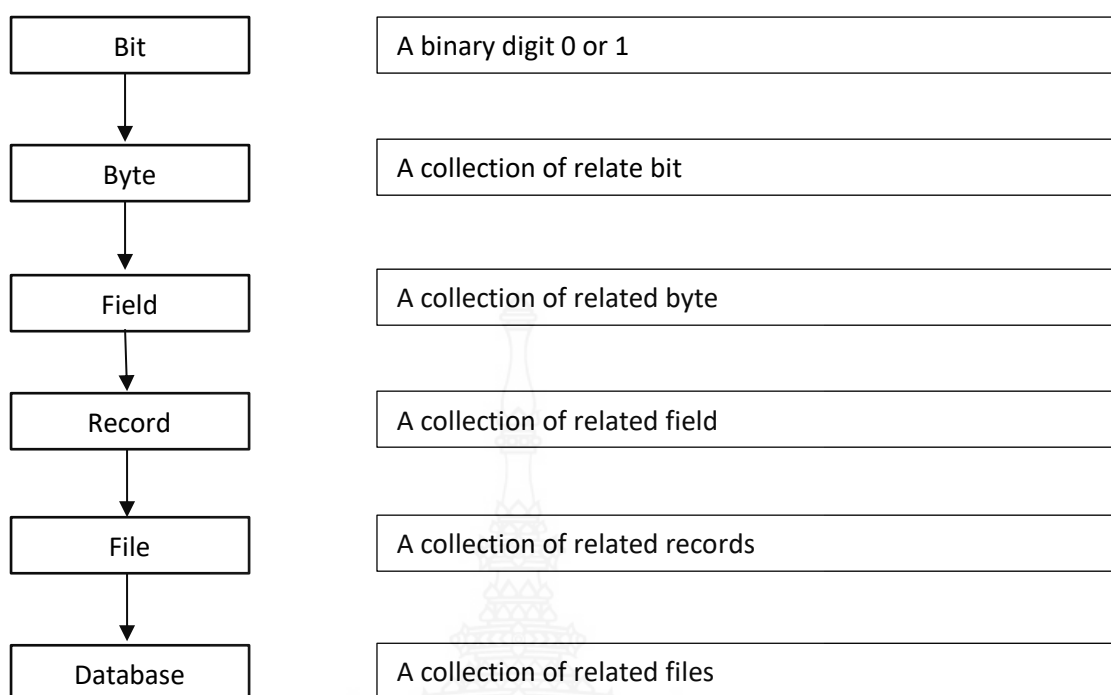 Bit
A binary digit 0 or 1
Byte
A collection of relate bit
Field
A collection of related byte
Record
A collection of related field
File
A collection of related records
Database
A collection of related files